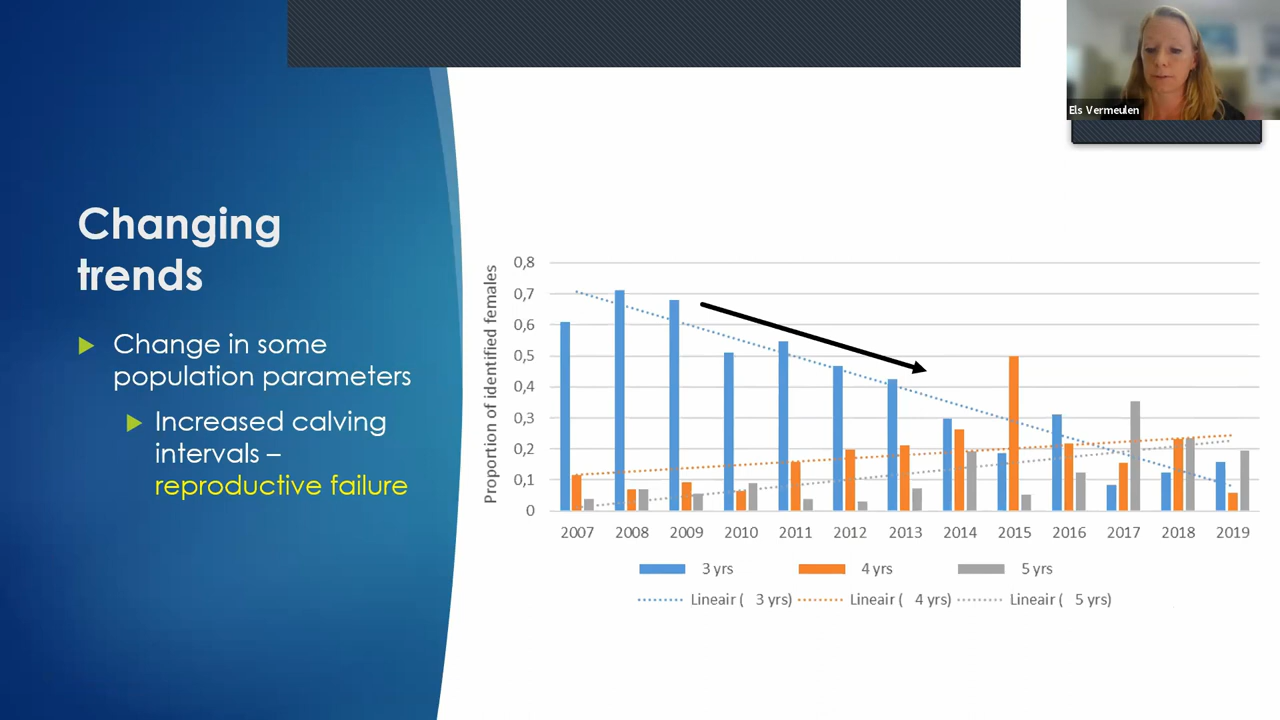 Els Vermeulen
Changing
trends
Change in some
population parameters
Increased calving
intervals –
reproductive failure
Proportion of identified females
0,8
0,7
0,6
0,5
0,4
0,3
0,2
0,1
0
2007 2008 2009 2010 2011 2012 2013 2014 2015 2016 2017 2018 2019
3 yrs 4 yrs 5 yrs
Lineair ( 3 yrs) Lineair ( 4 yrs) Lineair ( 5 yrs)